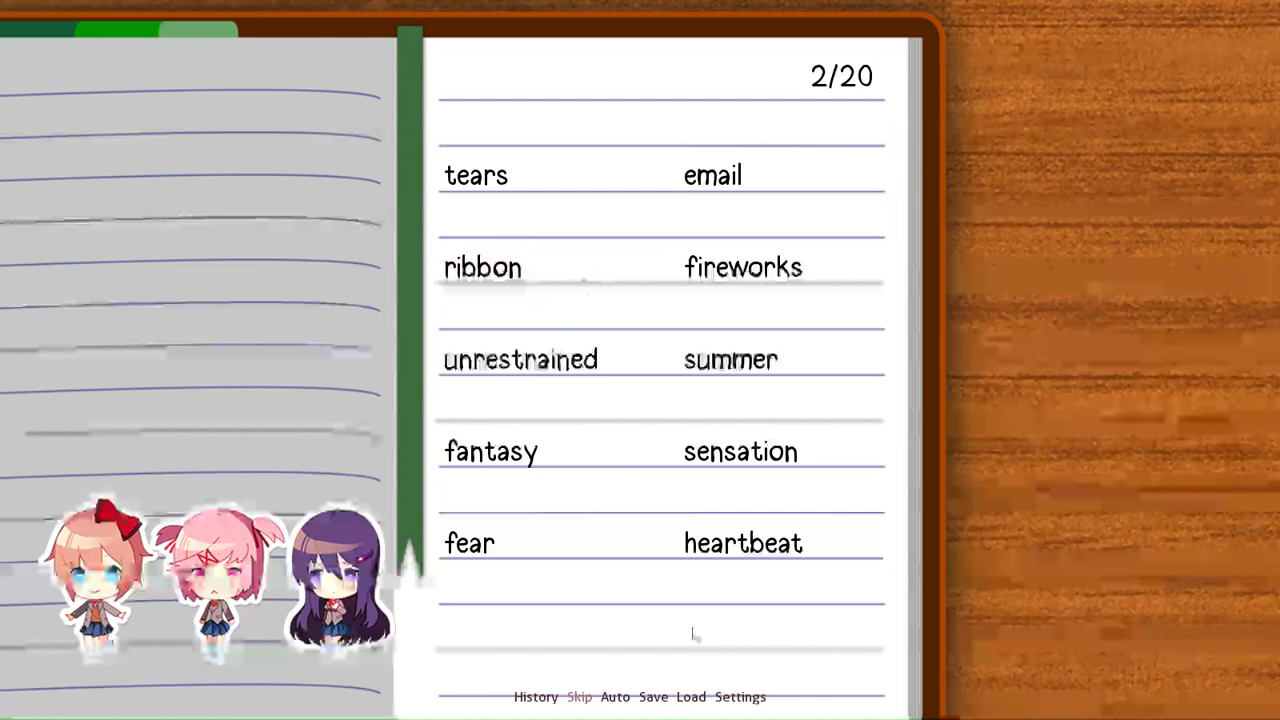 2/20
tears email
ribbon fireworks
unrestrained summer
fantasy sensation
fear heartbeat
History Skip Auto Save Load Settings